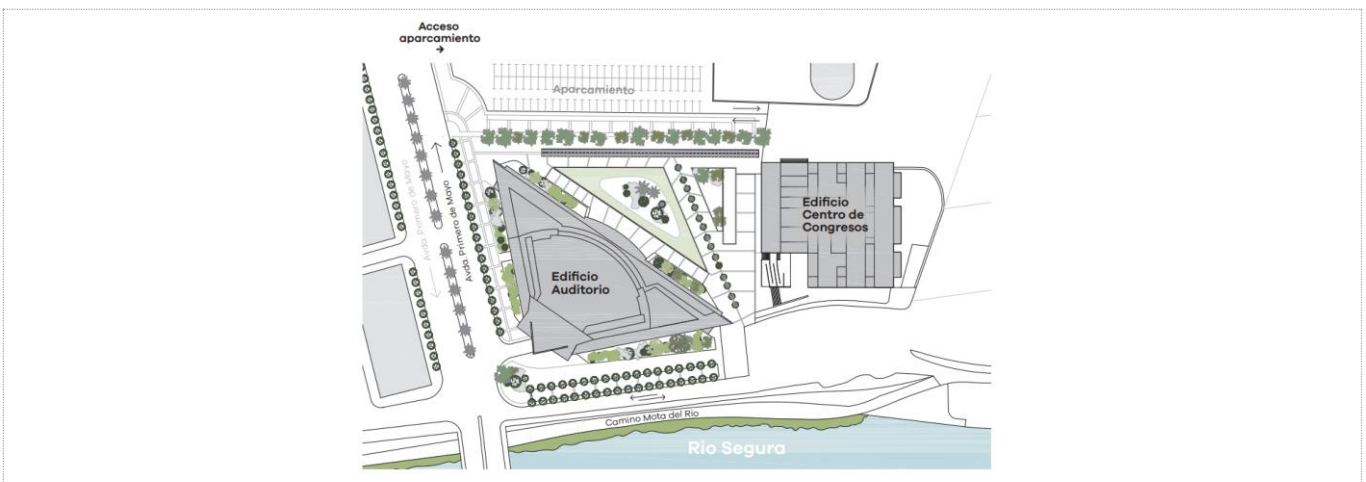 Acceso
aparcamiento
→
Aparcamiento
Avda. Primero de Mayo
Avda. Primero de Mayo
Edificio
Centro de
Congresos
Edificio
Auditorio
Camino Mota del Rio
Rio Segura